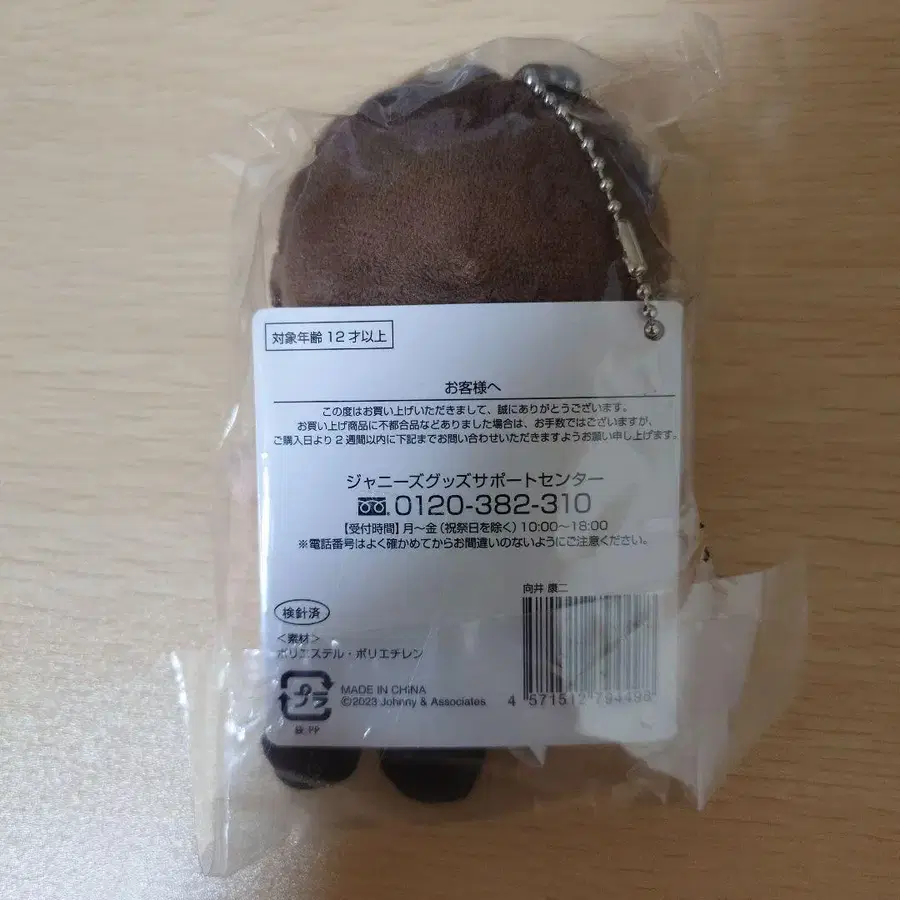 対象年齢12才以上
お客様へ
この度はお買い上げいただきまして、誠にありがとうございます。
お買い上げ商品に不都合品などありました場合は、お手数ではございますが、
ご購入日より2週間以内に下記までお問い合わせいただきますようお願い申し上げます。
ジャニーズグッズサポートセンター
0120-382-310
【受付時間】月〜金(祝祭日を除く)10:00〜18:00
※電話番号はよく確かめてからお間違いのないようにご注意ください。
向井 康二
検針済
<素材>
ポリエステル・ポリエチレン
プラ
MADE IN CHINA
©2023 Johnny & Associates
4 571512 794498
袋:PP